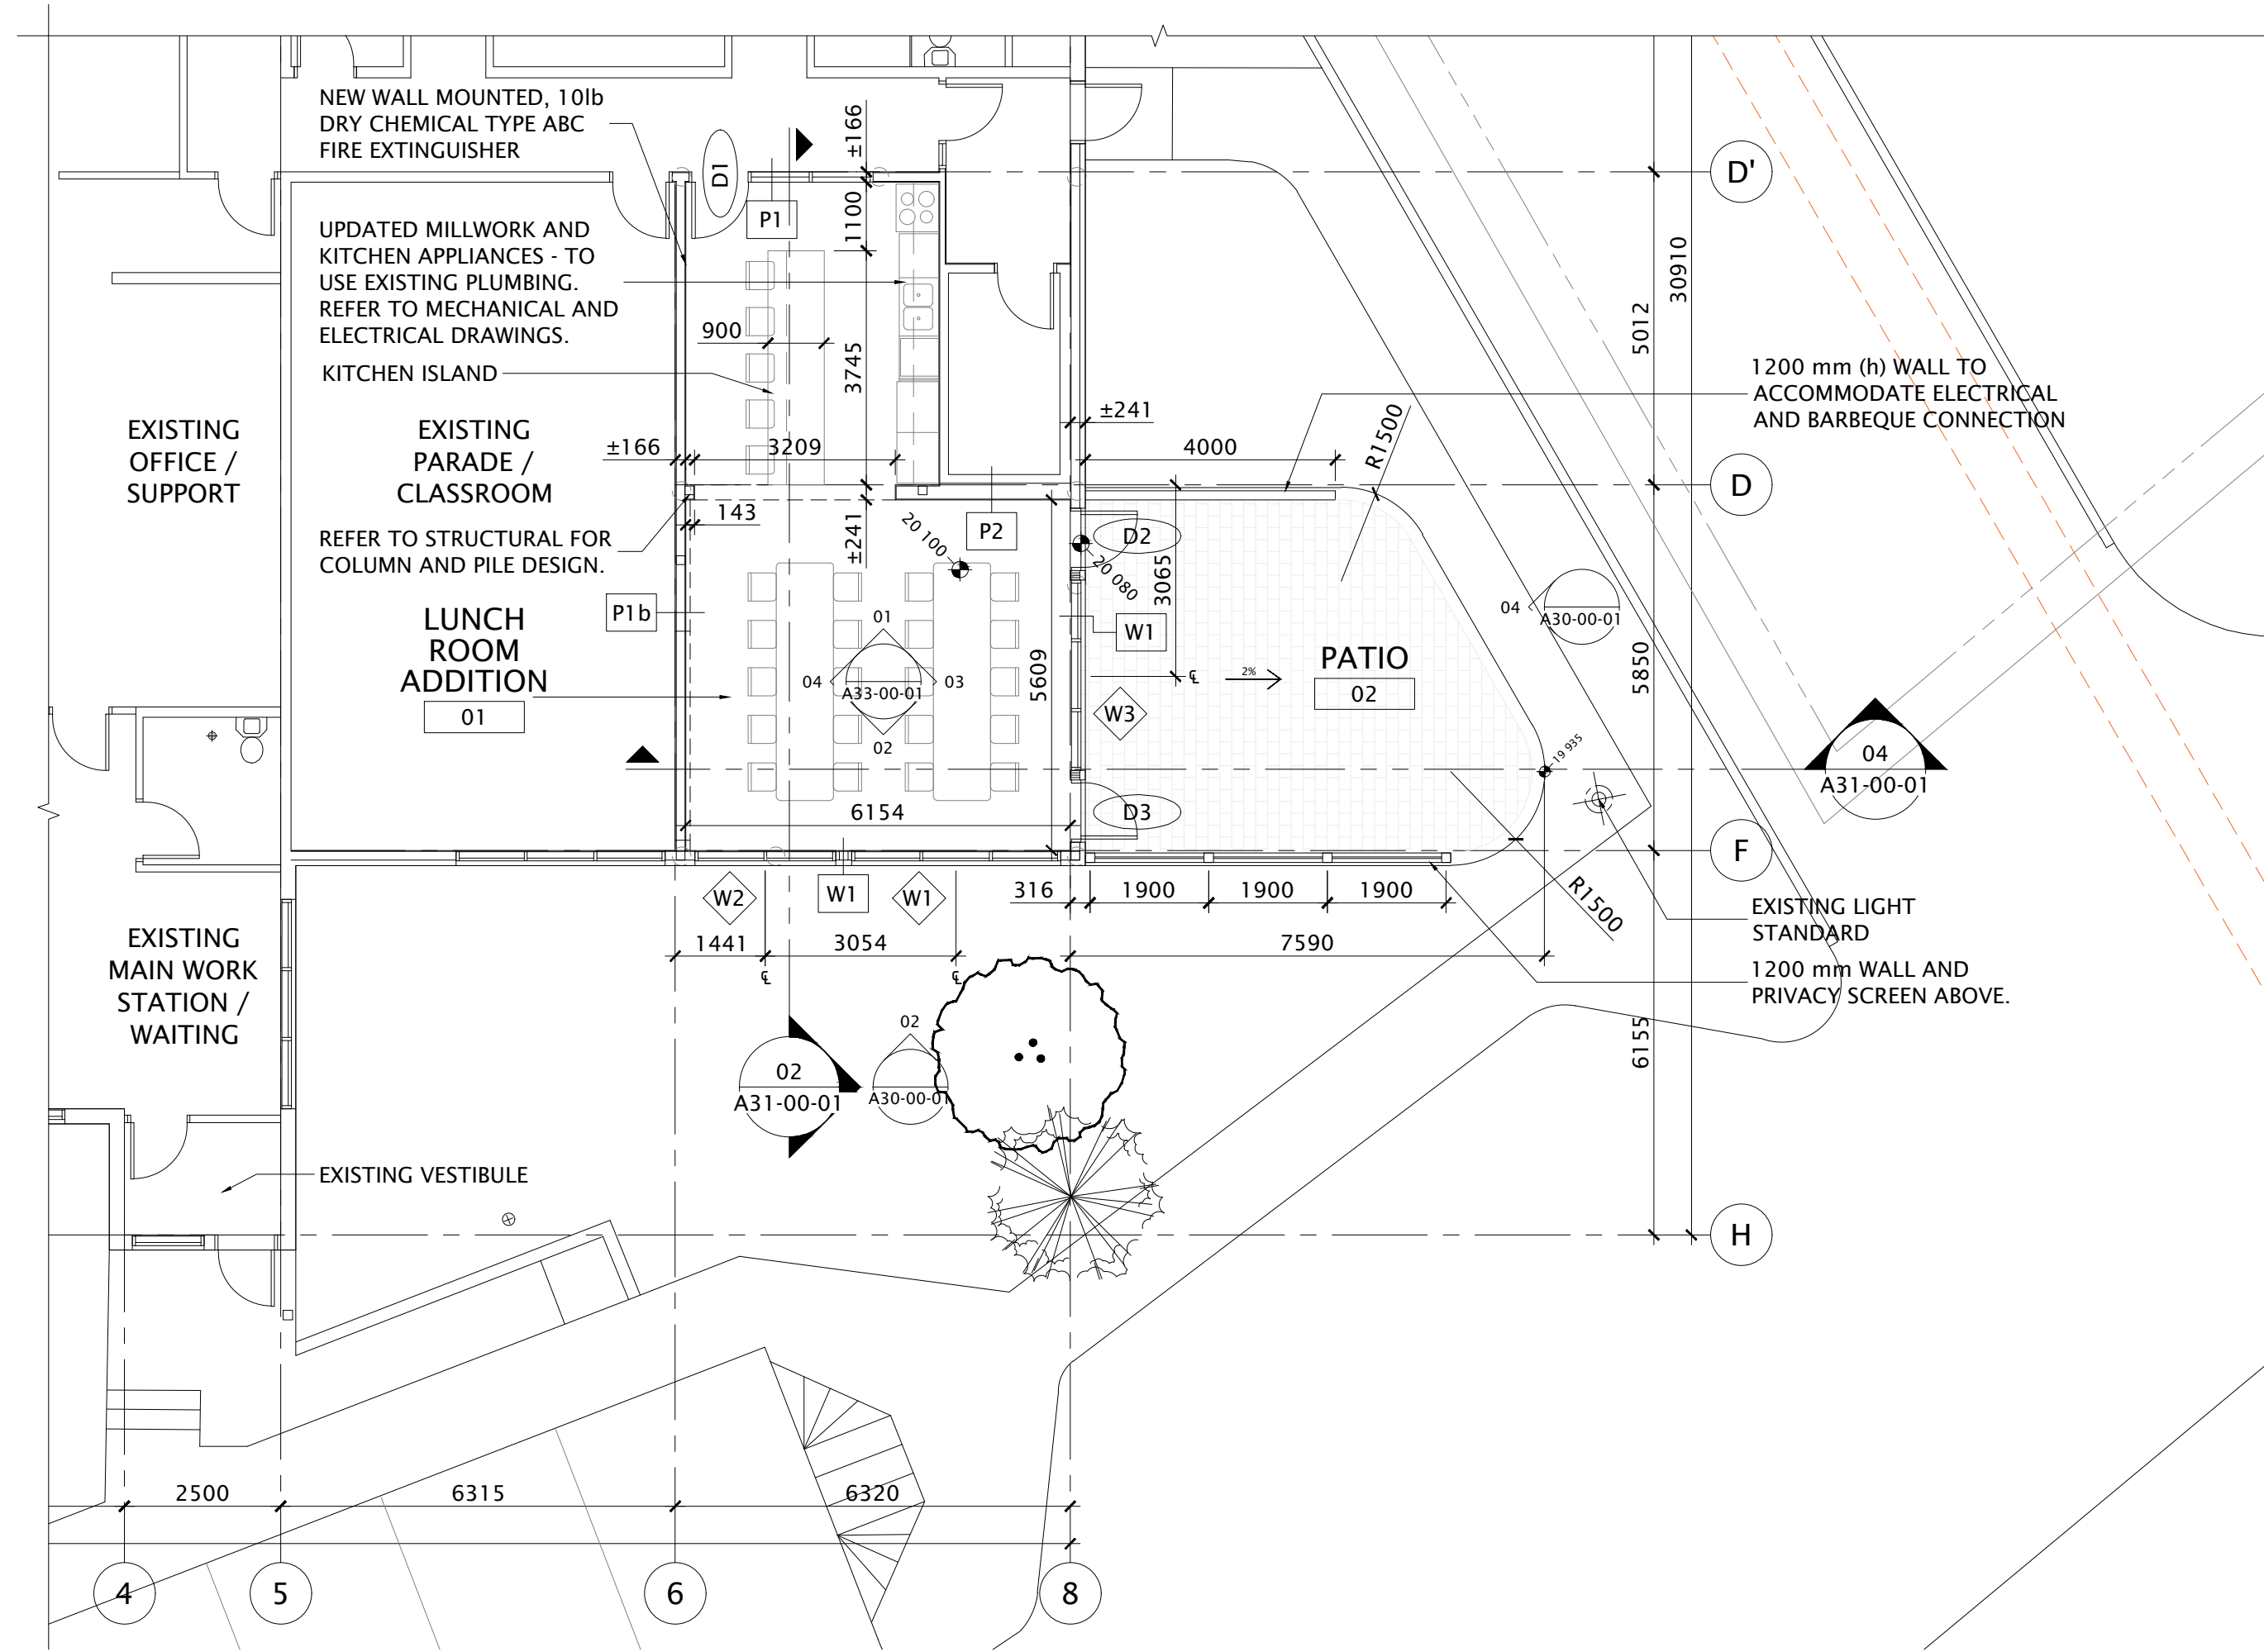 NEW WALL MOUNTED, 10lb
DRY CHEMICAL TYPE ABC
FIRE EXTINGUISHER
D1
±166
P1
1100
D'
UPDATED MILLWORK AND
KITCHEN APPLIANCES - TO
USE EXISTING PLUMBING.
REFER TO MECHANICAL AND
ELECTRICAL DRAWINGS.
30910
5012
900
3745
KITCHEN ISLAND
1200 mm (h) WALL TO
ACCOMMODATE ELECTRICAL
AND BARBEQUE CONNECTION
EXISTING
OFFICE /
SUPPORT
EXISTING
PARADE /
CLASSROOM
±166
3209
±241
4000
R1500
D
143
±241
20 100
P2
D2
20 080
3065
REFER TO STRUCTURAL FOR
COLUMN AND PILE DESIGN.
P1b
LUNCH
ROOM
ADDITION
01
01
04
A33-00-01
03
02
5609
W1
℄
2%
PATIO
02
04
A30-00-01
5850
W3
19 935
04
A31-00-01
6154
D3
F
W2
W1
W1
316
1900
1900
1900
R1500
EXISTING LIGHT
STANDARD
1441
3054
7590
℄
℄
1200 mm WALL AND
PRIVACY SCREEN ABOVE.
EXISTING
MAIN WORK
STATION /
WAITING
6155
02
A31-00-01
02
A30-00-01
EXISTING VESTIBULE
H
2500
6315
6320
4
5
6
8